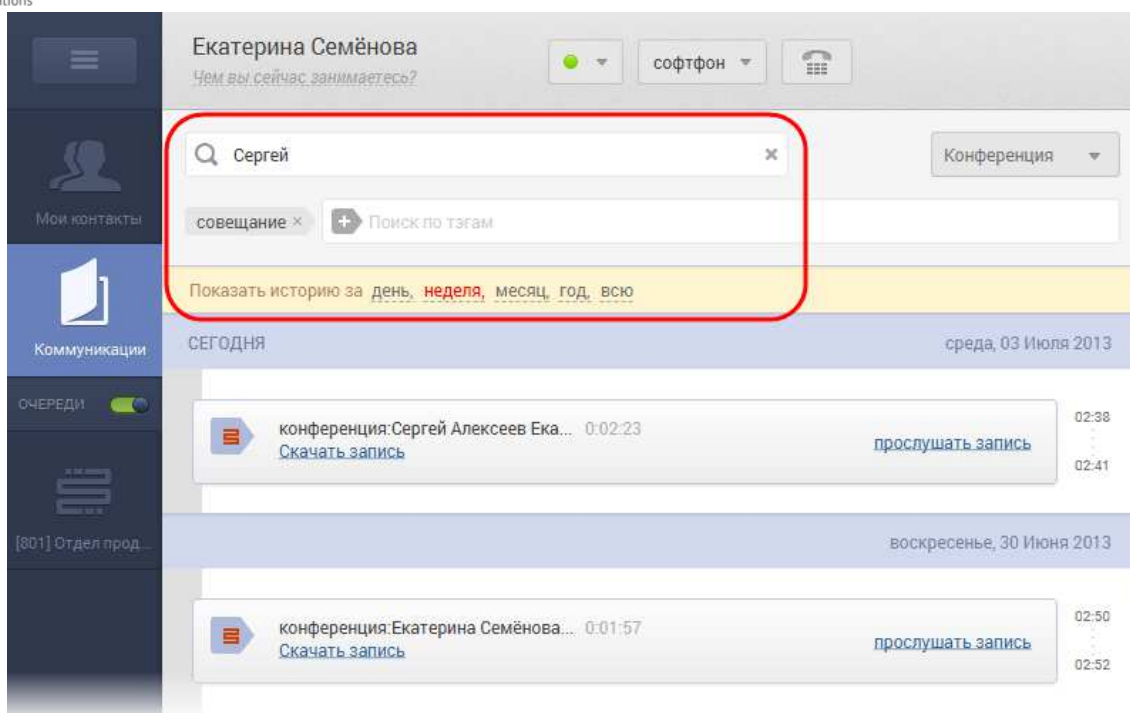 Екатерина Семёнова
Чем вы сейчас занимаетесь?
софтфон
Сергей
Конференция
Мои контакты
совещание
Поиск по тэгам
Показать историю за день, неделя, месяц, год, всю
Коммуникации
СЕГОДНЯ
среда, 03 Июля 2013
ОЧЕРЕДИ
конференция:Сергей Алексеев Ека... 0:02:23
Скачать запись
прослушать запись
02:38
02:41
[801] Отдел прод...
воскресенье, 30 Июня 2013
конференция:Екатерина Семёнова... 0:01:57
Скачать запись
прослушать запись
02:50
02:52